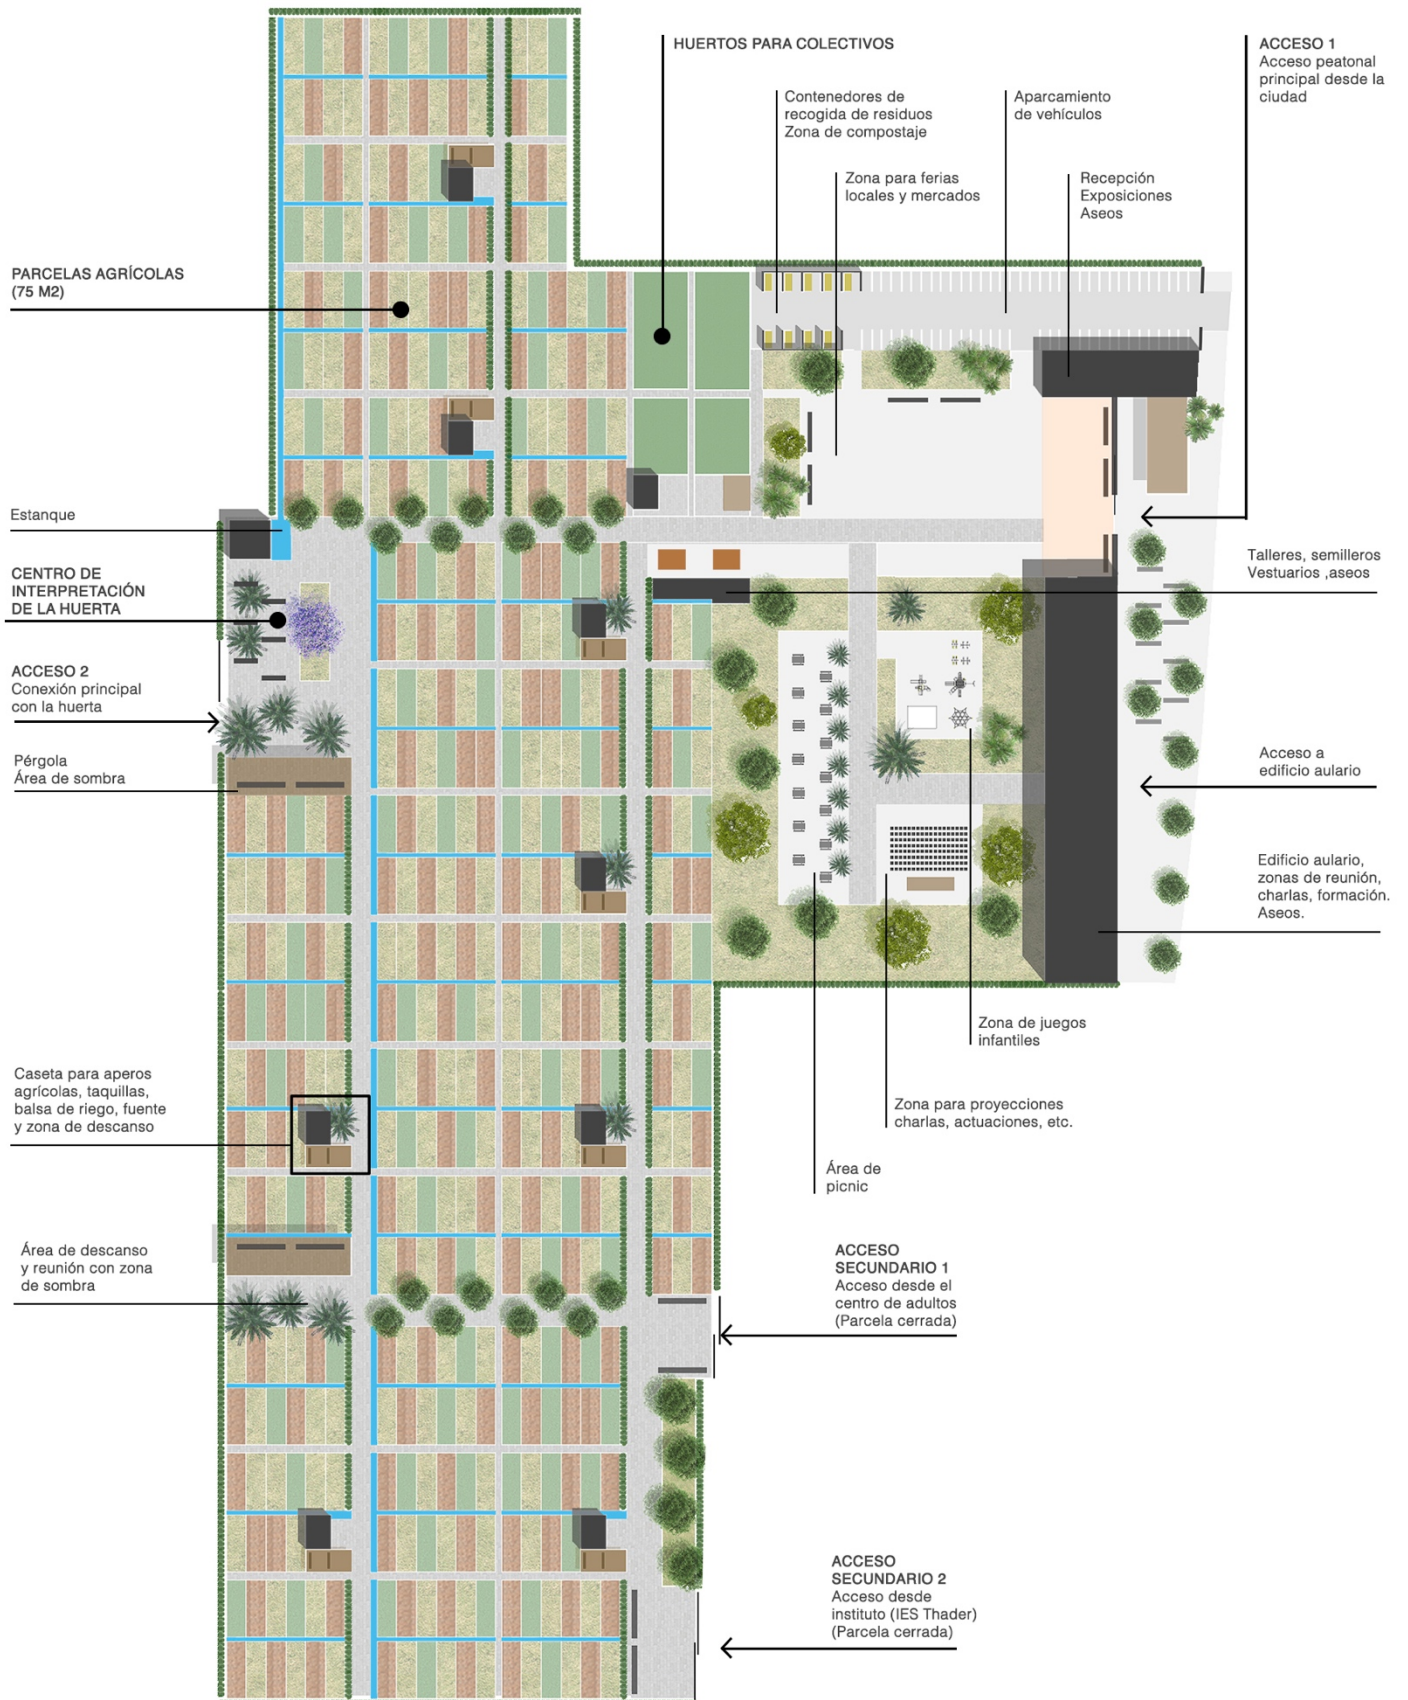 HUERTOS PARA COLECTIVOS
ACCESO 1
Acceso peatonal
principal desde la
ciudad
Contenedores de
recogida de residuos
Zona de compostaje
Aparcamiento
de vehículos
Zona para ferias
locales y mercados
Recepción
Exposiciones
Aseos
PARCELAS AGRÍCOLAS
(75 M2)
Estanque
CENTRO DE
INTERPRETACIÓN
DE LA HUERTA
Talleres, semilleros
Vestuarios ,aseos
ACCESO 2
Conexión principal
con la huerta
Pérgola
Área de sombra
Acceso a
edificio aulario
Edificio aulario,
zonas de reunión,
charlas, formación.
Aseos.
Zona de juegos
infantiles
Caseta para aperos
agrícolas, taquillas,
balsa de riego, fuente
y zona de descanso
Zona para proyecciones
charlas, actuaciones, etc.
Área de
picnic
Área de descanso
y reunión con zona
de sombra
ACCESO
SECUNDARIO 1
Acceso desde el
centro de adultos
(Parcela cerrada)
ACCESO
SECUNDARIO 2
Acceso desde
instituto (IES Thader)
(Parcela cerrada)